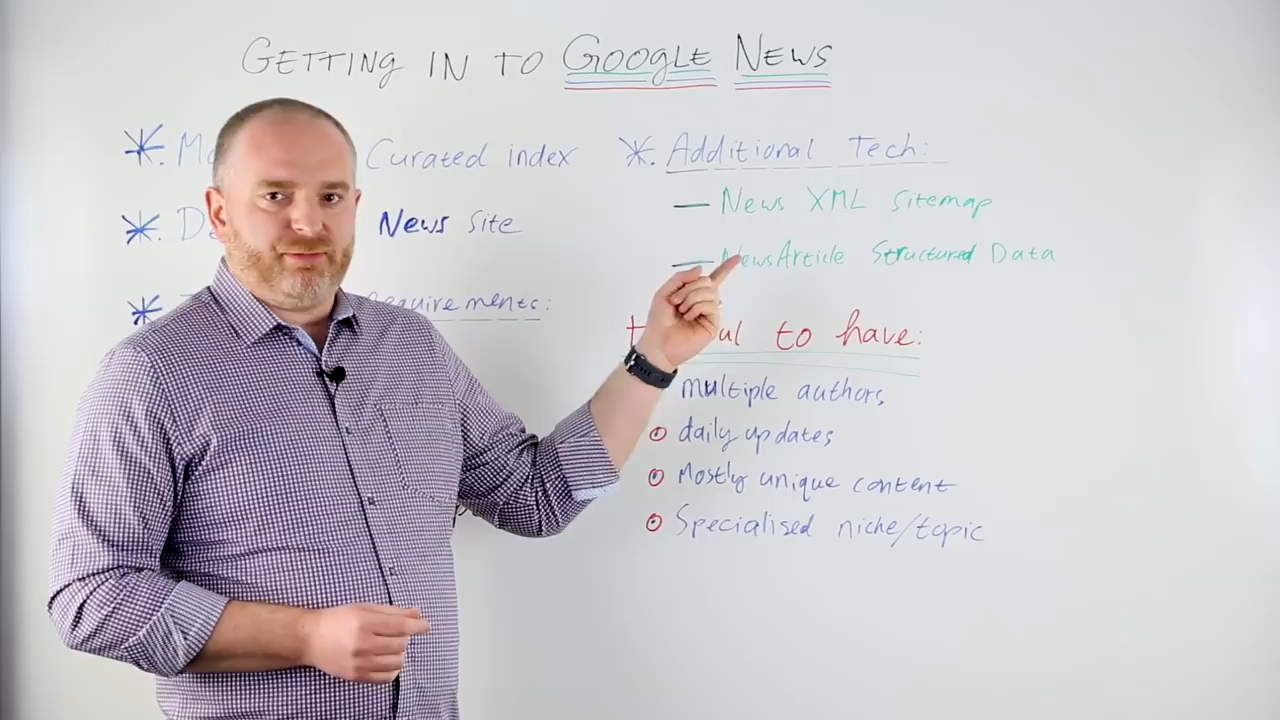 GETTING IN TO GOOGLE NEWS
*. Curated index
*. News Site
*. Requirements:
*. Additional Tech:
— News XML Sitemap
— NewsArticle Structured Data
to have:
multiple authors
daily updates
Mostly unique content
Specialised niche/topic